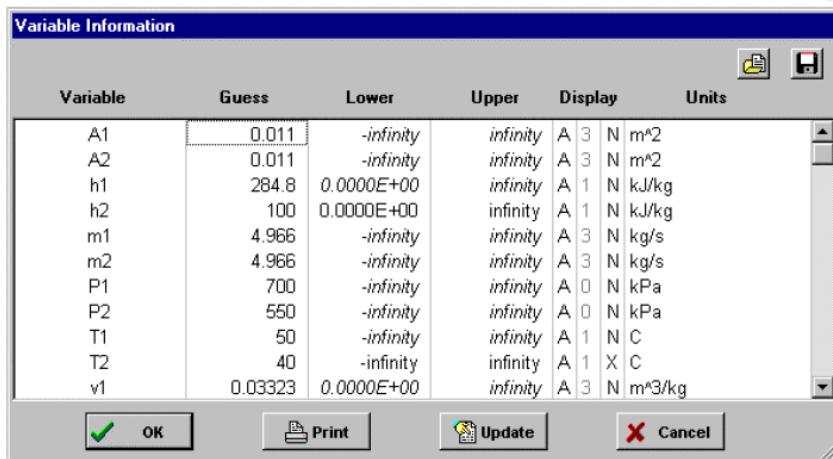 Variable Information
Variable Guess Lower Upper Display Units
A1 0.011 -infinity infinity A 3 N m^2
A2 0.011 -infinity infinity A 3 N m^2
h1 284.8 0.0000E+00 infinity A 1 N kJ/kg
h2 100 0.0000E+00 infinity A 1 N kJ/kg
m1 4.966 -infinity infinity A 3 N kg/s
m2 4.966 -infinity infinity A 3 N kg/s
P1 700 -infinity infinity A 0 N kPa
P2 550 -infinity infinity A 0 N kPa
T1 50 -infinity infinity A 1 N C
T2 40 -infinity infinity A 1 X C
v1 0.03323 0.0000E+00 infinity A 3 N m^3/kg
OK Print Update Cancel